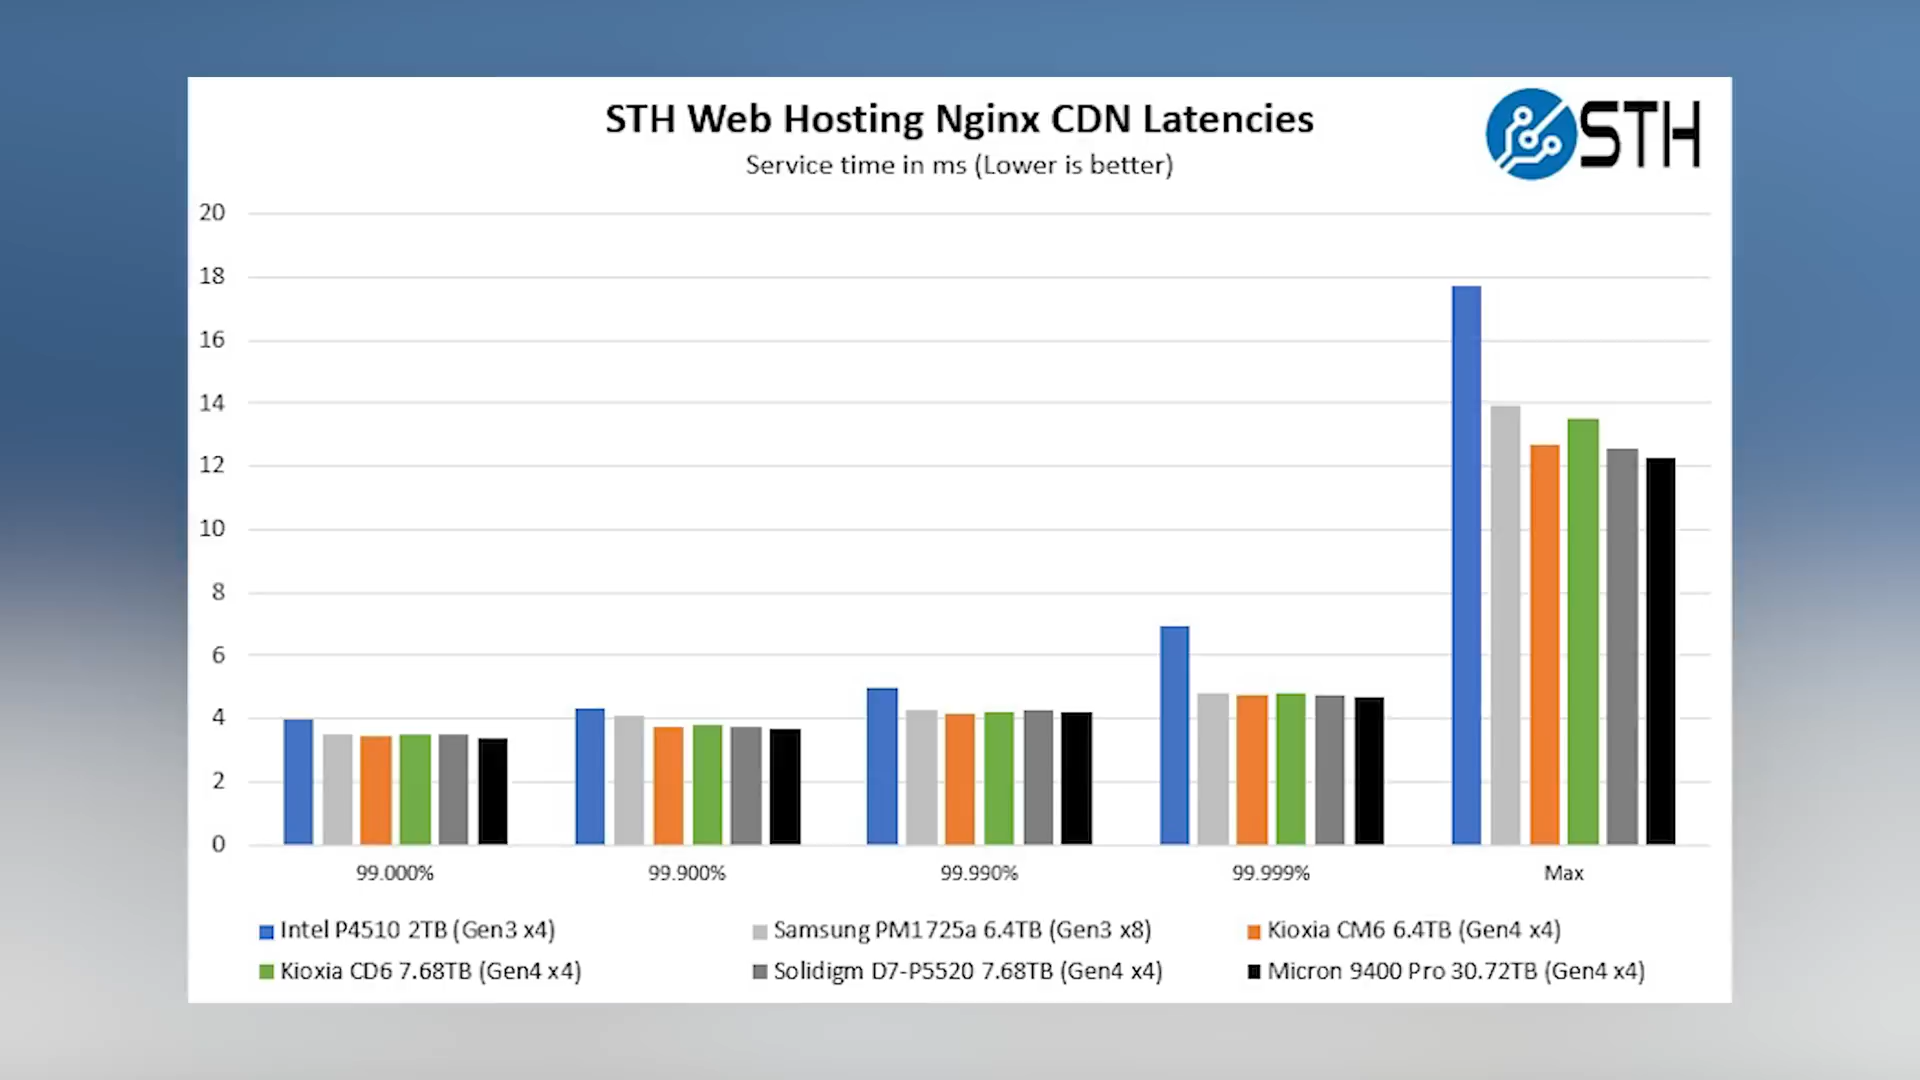 STH Web Hosting Nginx CDN Latencies
STH
Service time in ms (Lower is better)
20
18
16
14
12
10
8
6
4
2
0
99.000% 99.900% 99.990% 99.999% Max
Intel P4510 2TB (Gen3 x4) Samsung PM1725a 6.4TB (Gen3 x8) Kioxia CM6 6.4TB (Gen4 x4)
Kioxia CD6 7.68TB (Gen4 x4) Solidigm D7-P5520 7.68TB (Gen4 x4) Micron 9400 Pro 30.72TB (Gen4 x4)